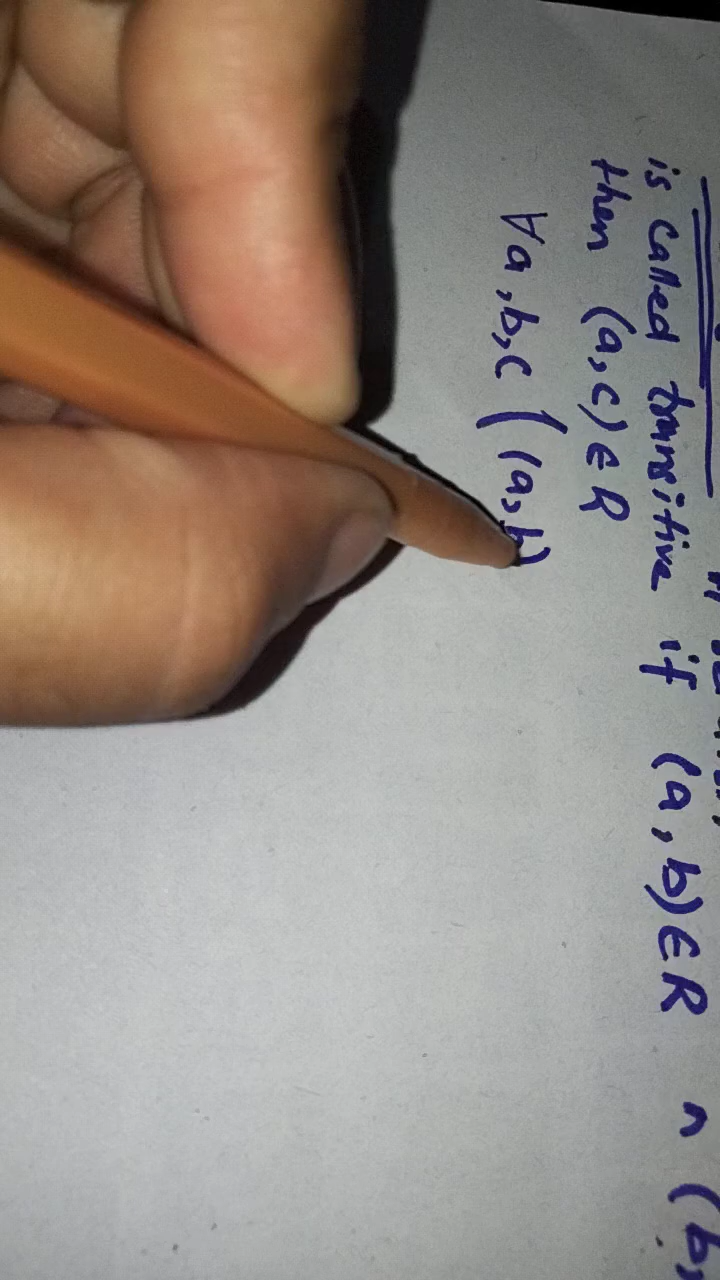 is called transitive if (a, b) ∈ R ∧ (b,
then (a, c) ∈ R
∀ a, b, c ( (a, b)